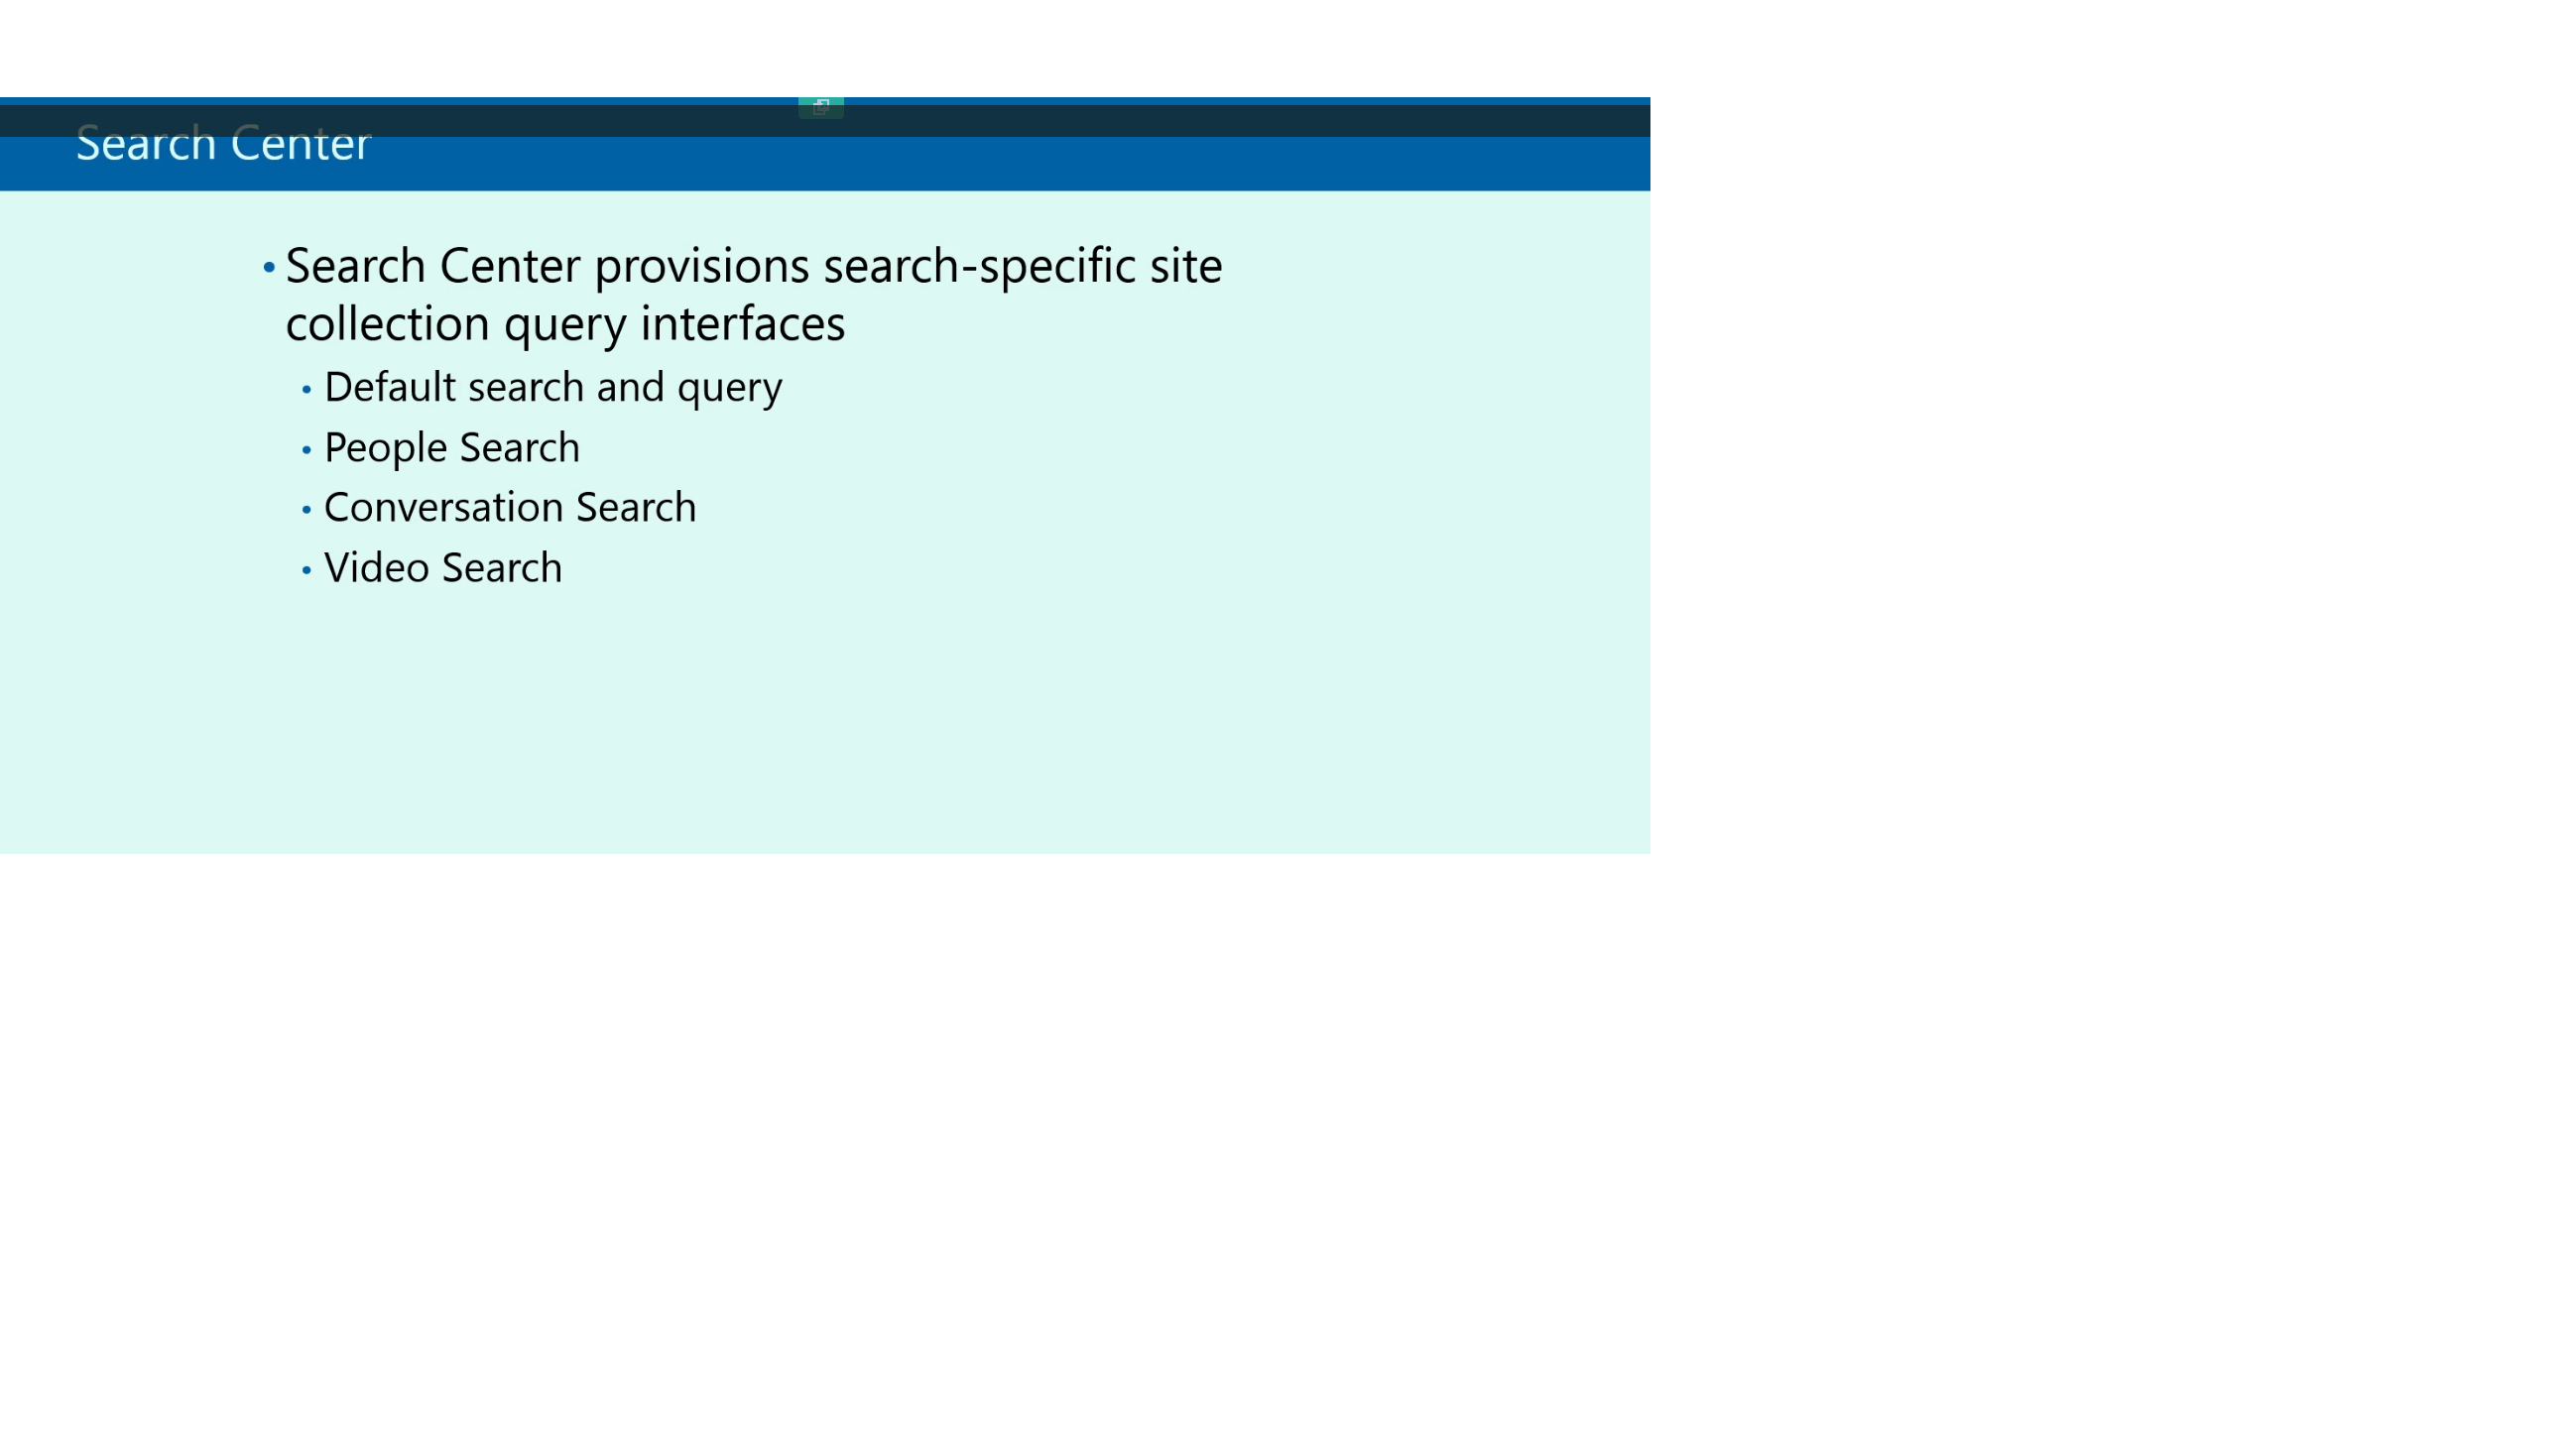 Search Center
• Search Center provisions search-specific site
collection query interfaces
• Default search and query
• People Search
• Conversation Search
• Video Search